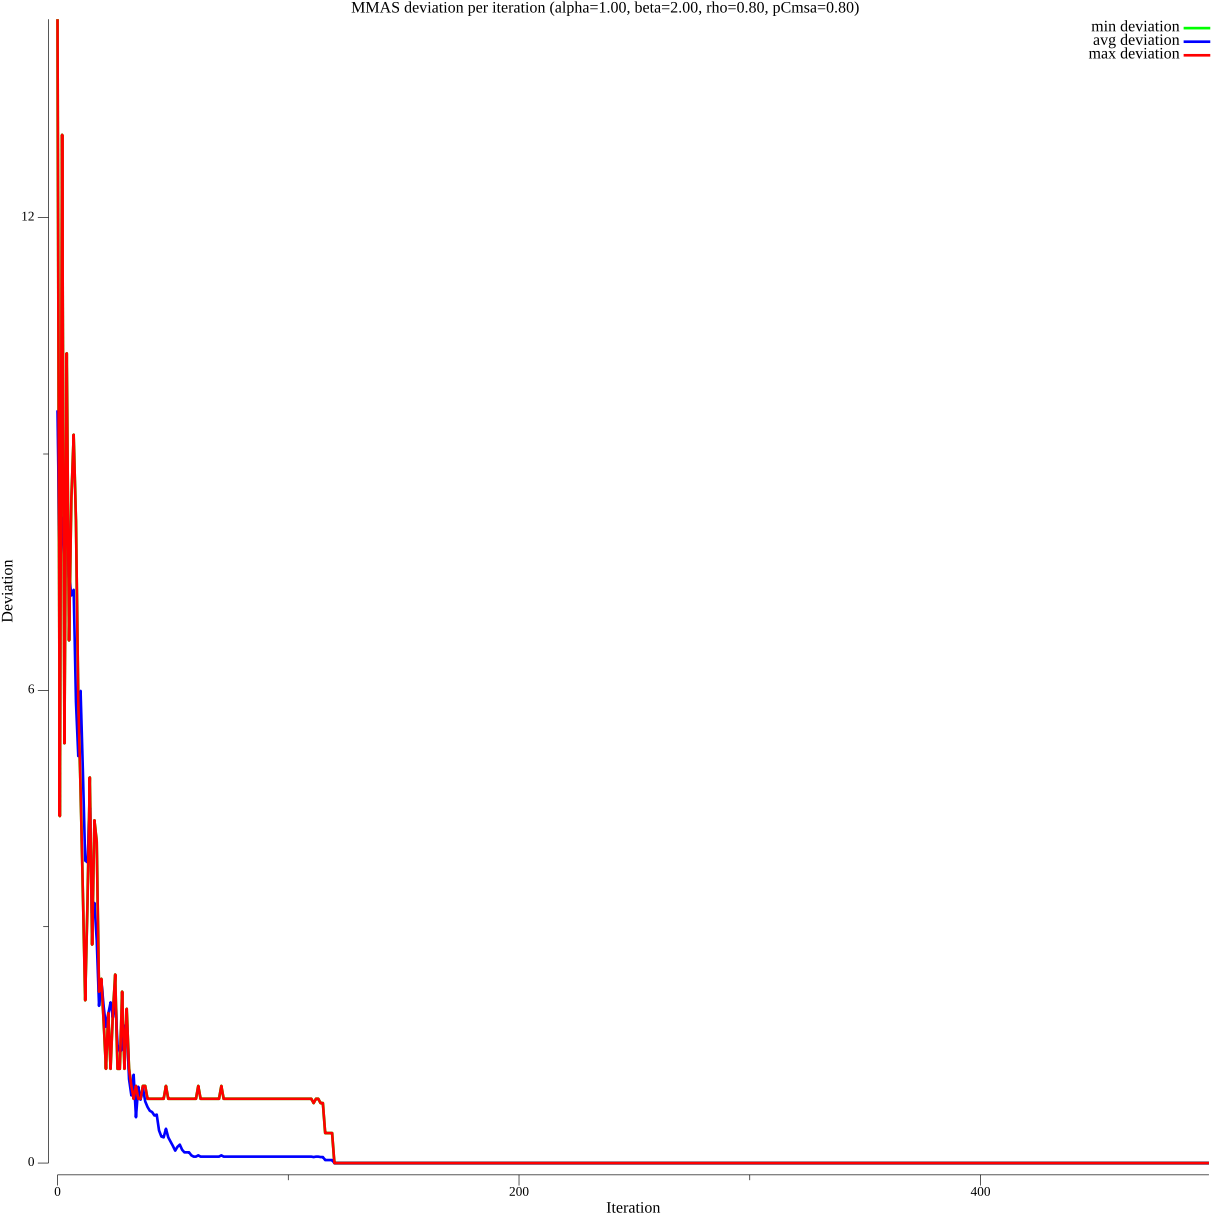 MMAS deviation per iteration (alpha=1.00, beta=2.00, rho=0.80, pCmsa=0.80)
min deviation
avg deviation
max deviation
12
6
0
Deviation
0
200
400
Iteration